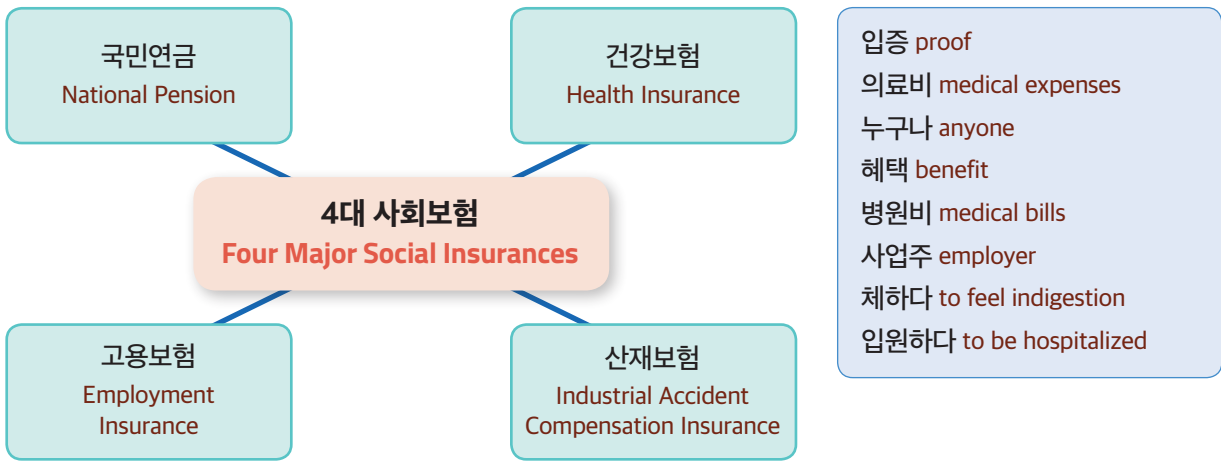 국민연금
National Pension
건강보험
Health Insurance
4대 사회보험
Four Major Social Insurances
고용보험
Employment
Insurance
산재보험
Industrial Accident
Compensation Insurance
입증 proof
의료비 medical expenses
누구나 anyone
혜택 benefit
병원비 medical bills
사업주 employer
체하다 to feel indigestion
입원하다 to be hospitalized